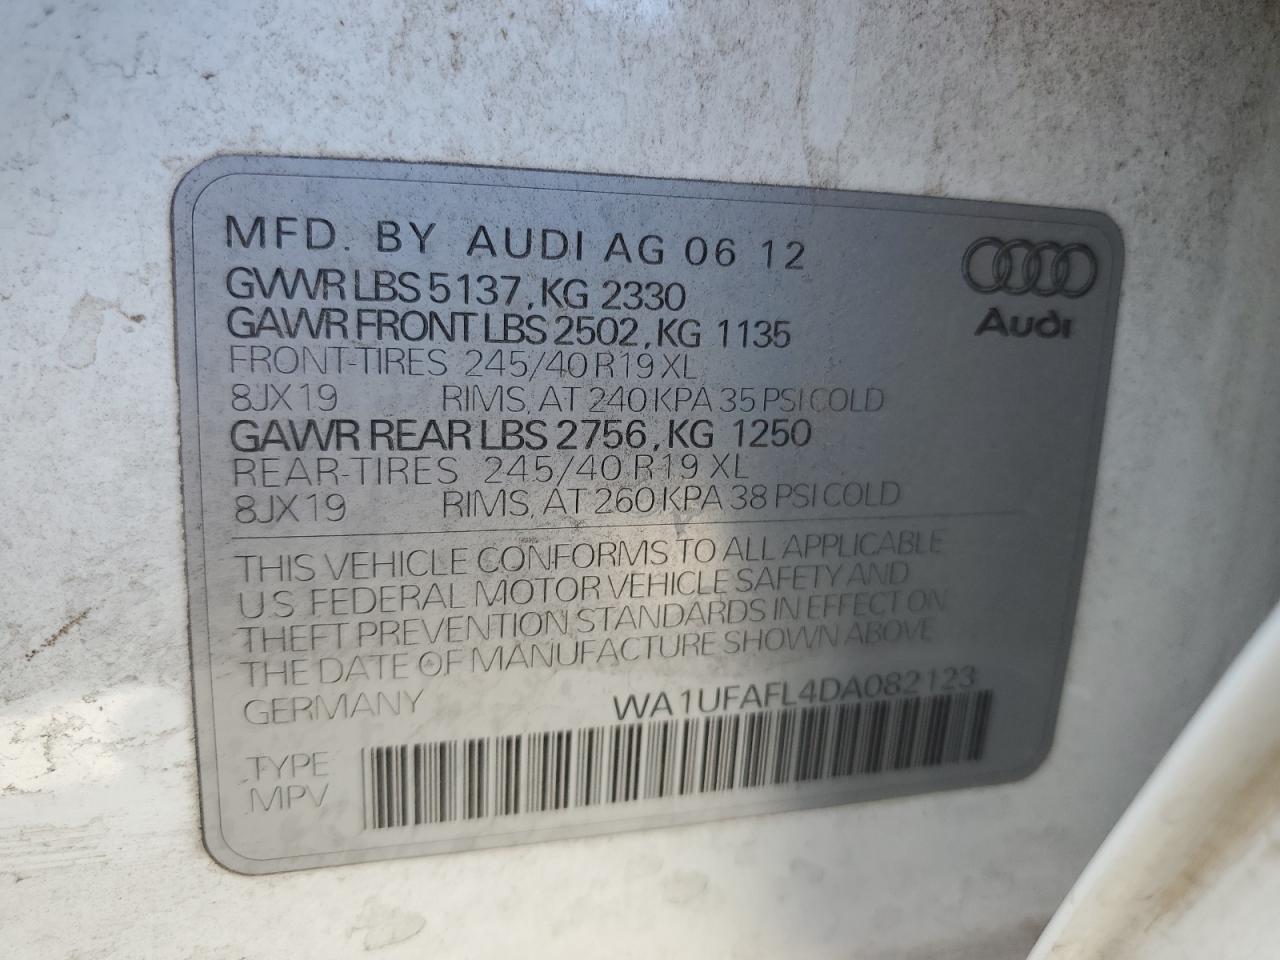 MFD. BY AUDI AG 06 12
GVWR LBS 5137, KG 2330
GAWR FRONT LBS 2502, KG 1135
FRONT-TIRES 245/40 R19 XL
8JX19 RIMS, AT 240 KPA 35 PSI COLD
GAWR REAR LBS 2756, KG 1250
REAR-TIRES 245/40 R19 XL
8JX19 RIMS, AT 260 KPA 38 PSI COLD
Audi
THIS VEHICLE CONFORMS TO ALL APPLICABLE
U.S FEDERAL MOTOR VEHICLE SAFETY AND
THEFT PREVENTION STANDARDS IN EFFECT ON
THE DATE OF MANUFACTURE SHOWN ABOVE
GERMANY WA1UFAFL4DA082123
TYPE
MPV